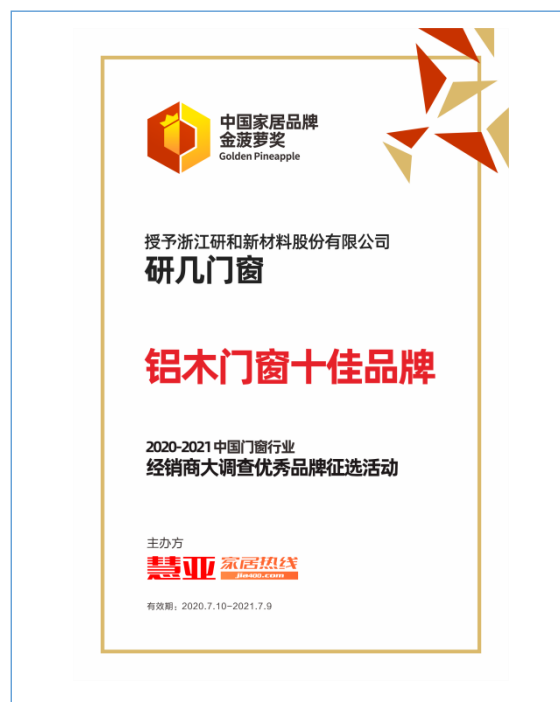 中国家居品牌
金菠萝奖
Golden Pineapple
授予浙江研和新材料股份有限公司
研几门窗
铝木门窗十佳品牌
2020-2021中国门窗行业
经销商大调查优秀品牌征选活动
主办方
慧亚 家居热线
jia400.com
有效期：2020.7.10~2021.7.9